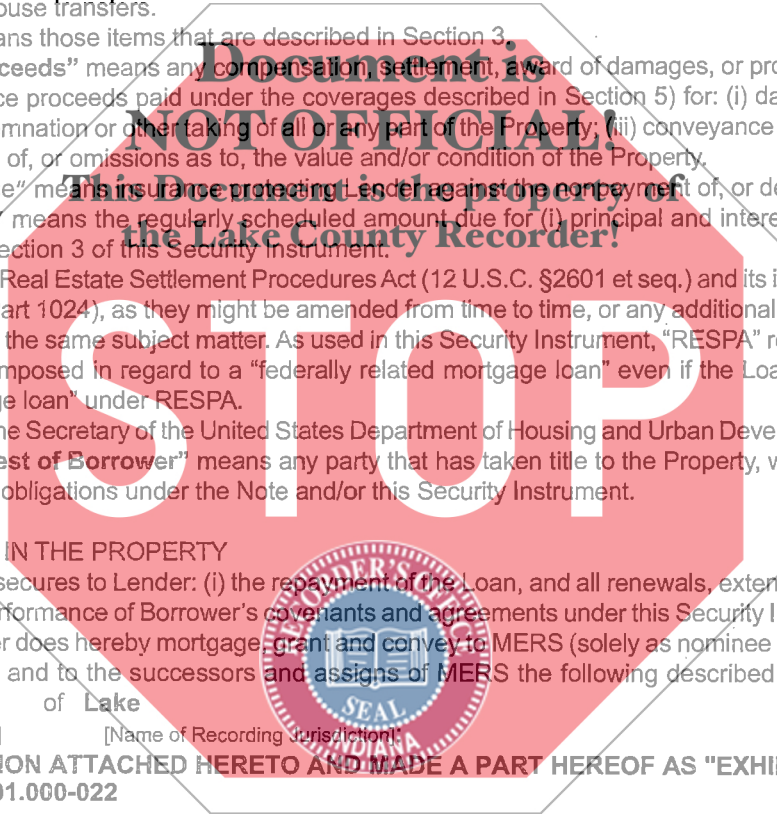 ouse transfers.
ans those items that are described in Section 3.
Document is
ceeds” means any compensation, settlement, award of damages, or pro
ce proceeds paid under the coverages described in Section 5) for: (i) da
NOT OFFICIAL!
mnation or other taking of all or any part of the Property; (iii) conveyance
of, or omissions as to, the value and/or condition of the Property.
This Document is the property of
e” means insurance protecting Lender against the nonpayment of, or de
” means the regularly scheduled amount due for (i) principal and intere
the Lake County Recorder!
ection 3 of this Security Instrument.
Real Estate Settlement Procedures Act (12 U.S.C. §2601 et seq.) and its i
art 1024), as they might be amended from time to time, or any additional
the same subject matter. As used in this Security Instrument, “RESPA” r
mposed in regard to a “federally related mortgage loan” even if the Loa
ge loan” under RESPA.
STOP
he Secretary of the United States Department of Housing and Urban Deve
est of Borrower” means any party that has taken title to the Property, w
obligations under the Note and/or this Security Instrument.
IN THE PROPERTY
secures to Lender: (i) the repayment of the Loan, and all renewals, exten
rformance of Borrower’s covenants and agreements under this Security I
er does hereby mortgage, grant and convey to MERS (solely as nominee
and to the successors and assigns of MERS the following described
of Lake
RECORDER'S OFFICE
SEAL
INDIANA
] [Name of Recording Jurisdiction]:
ION ATTACHED HERETO AND MADE A PART HEREOF AS "EXHI
01.000-022